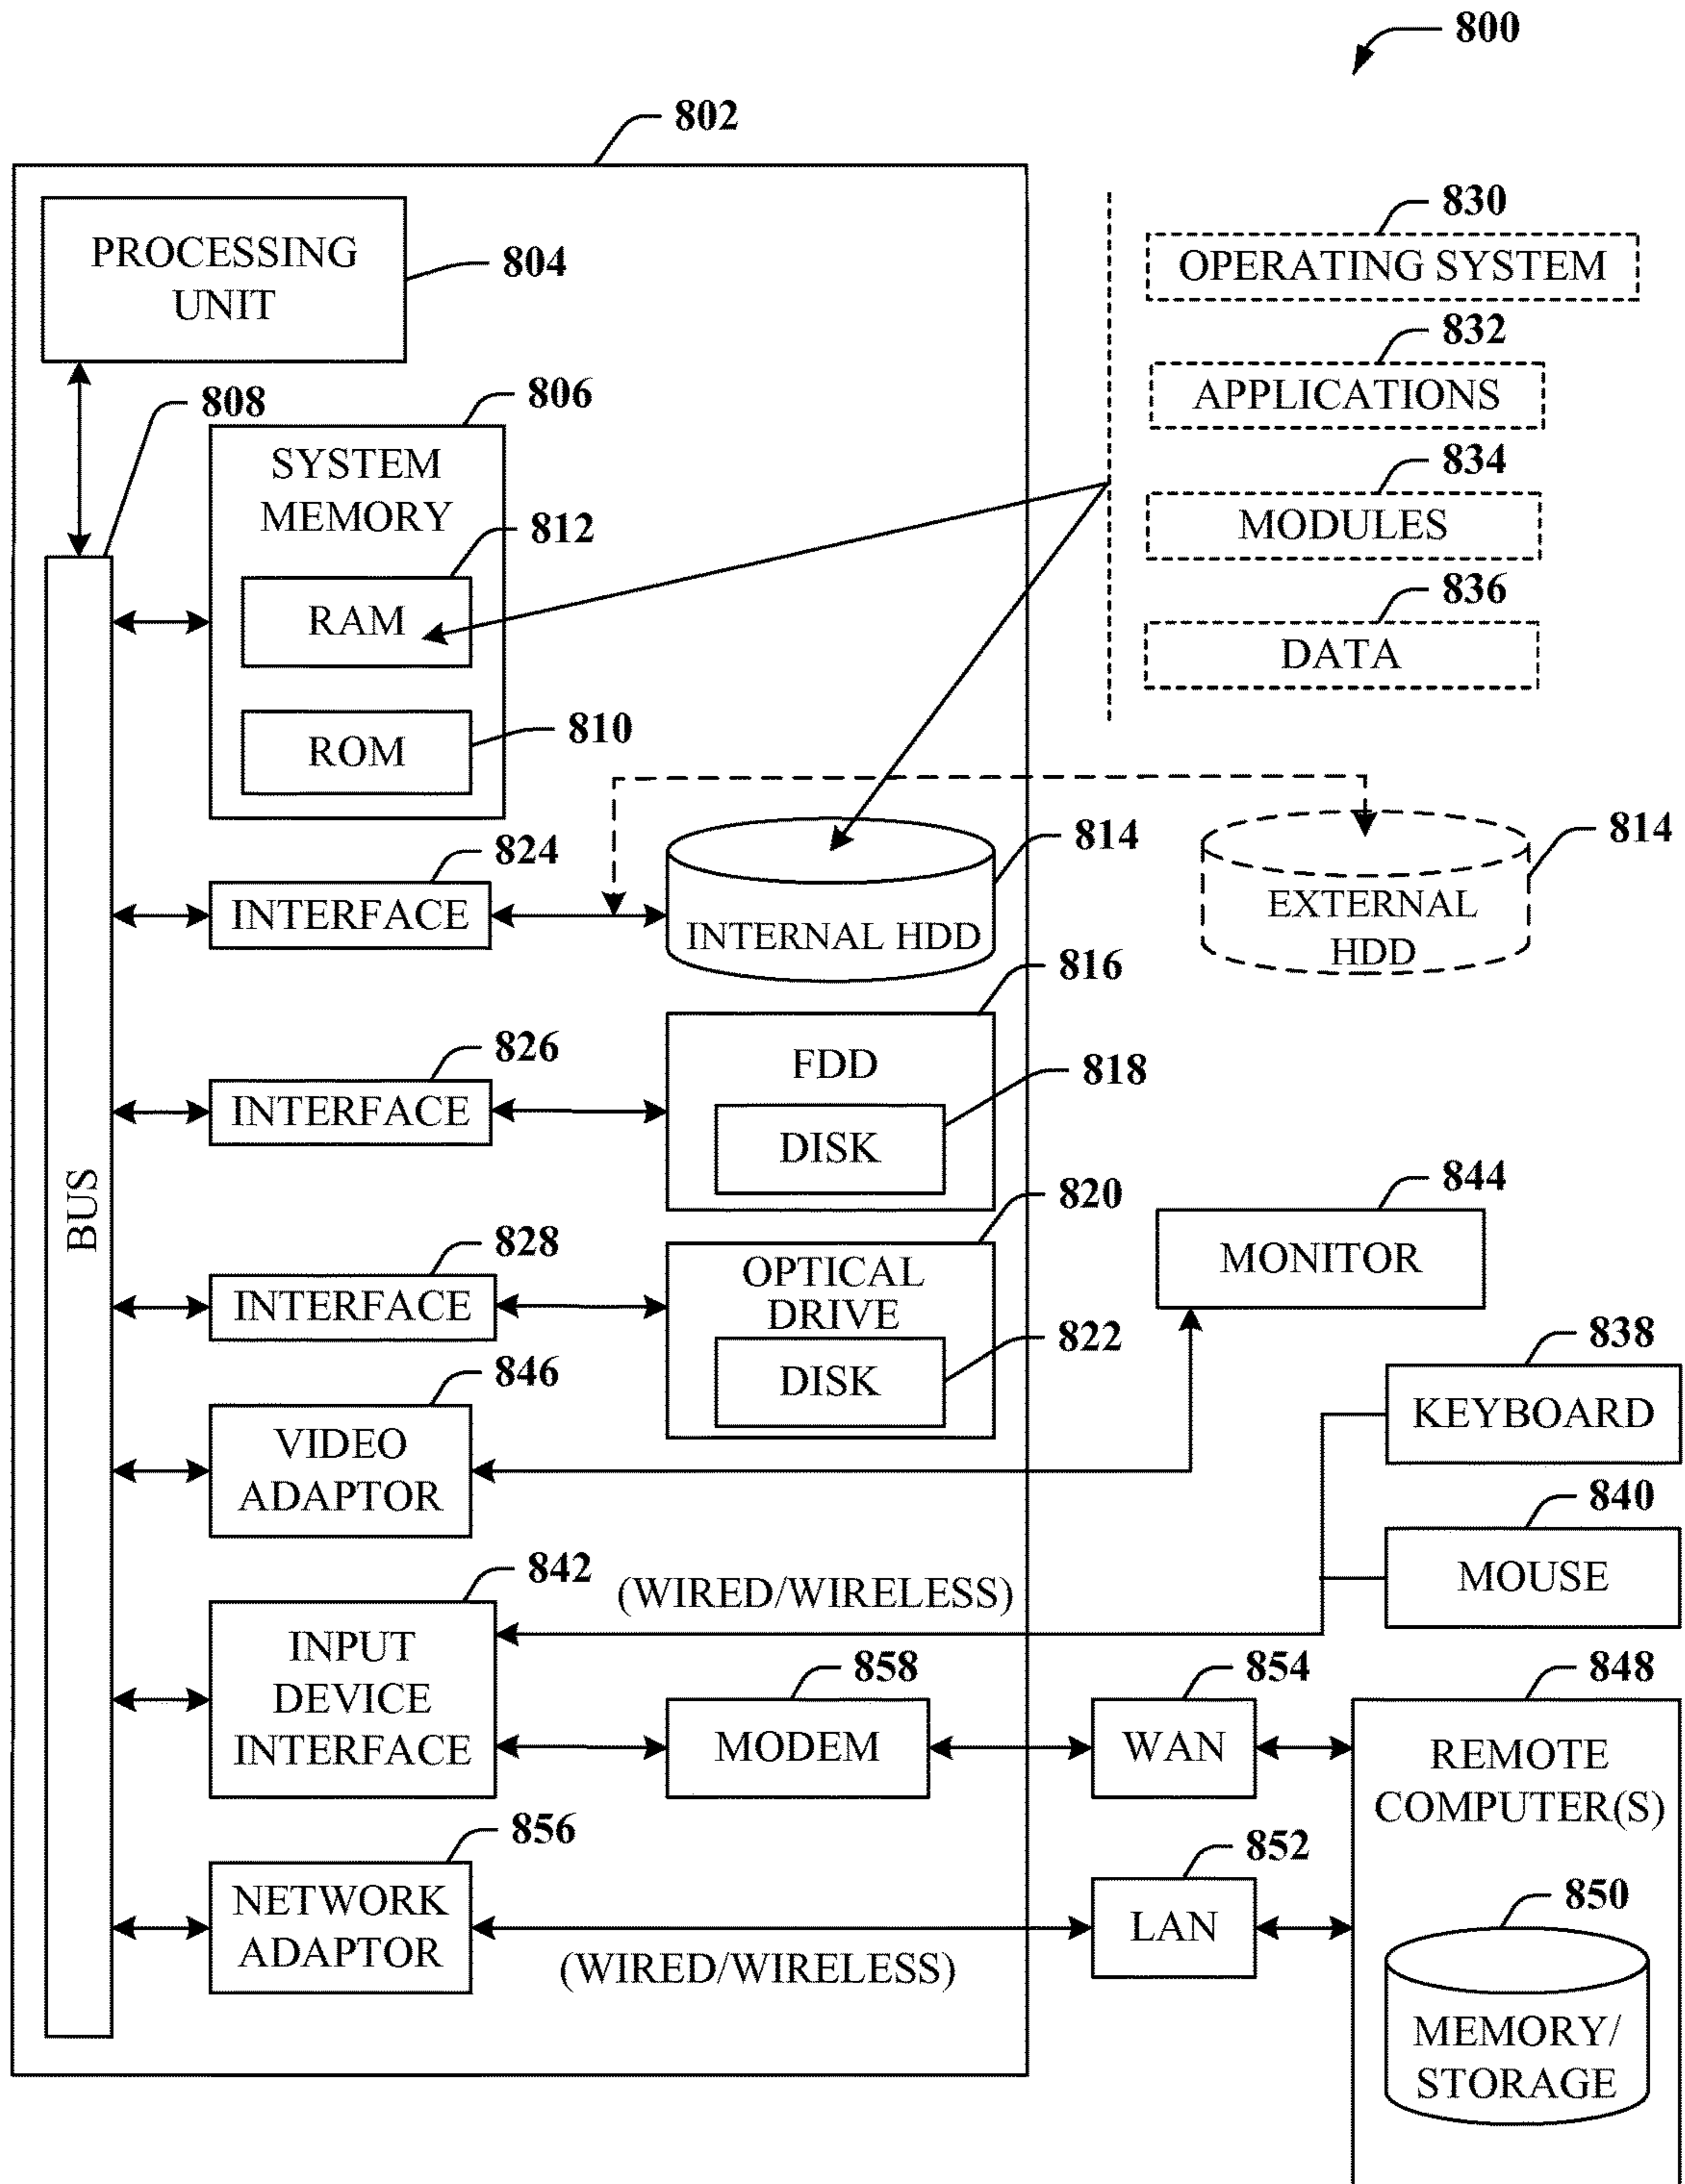 800
802
PROCESSING
UNIT
804
830
OPERATING SYSTEM
832
APPLICATIONS
834
MODULES
836
DATA
808
806
SYSTEM
MEMORY
812
RAM
810
ROM
824
INTERFACE
814
INTERNAL HDD
814
EXTERNAL
HDD
826
INTERFACE
816
FDD
818
DISK
BUS
828
INTERFACE
820
OPTICAL
DRIVE
822
DISK
844
MONITOR
846
VIDEO
ADAPTOR
838
KEYBOARD
840
MOUSE
842
(WIRED/WIRELESS)
INPUT
DEVICE
INTERFACE
858
MODEM
854
WAN
848
REMOTE
COMPUTER(S)
856
NETWORK
ADAPTOR
(WIRED/WIRELESS)
852
LAN
850
MEMORY/
STORAGE